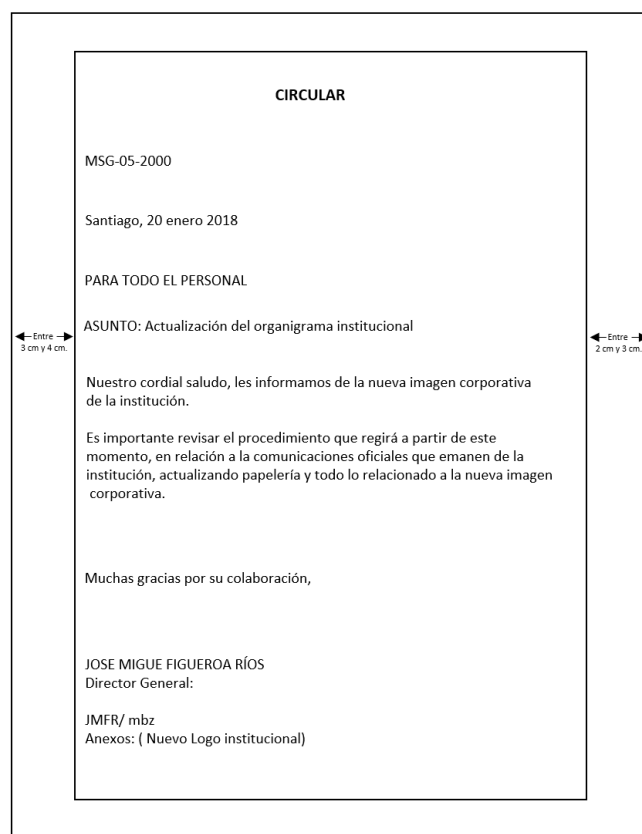 CIRCULAR
MSG-05-2000
Santiago, 20 enero 2018
PARA TODO EL PERSONAL
ASUNTO: Actualización del organigrama institucional
Entre
3 cm y 4 cm.
Entre
2 cm y 3 cm.
Nuestro cordial saludo, les informamos de la nueva imagen corporativa
de la institución.
Es importante revisar el procedimiento que regirá a partir de este
momento, en relación a la comunicaciones oficiales que emanen de la
institución, actualizando papelería y todo lo relacionado a la nueva imagen
corporativa.
Muchas gracias por su colaboración,
JOSE MIGUE FIGUEROA RÍOS
Director General:
JMFR/ mbz
Anexos: ( Nuevo Logo institucional)